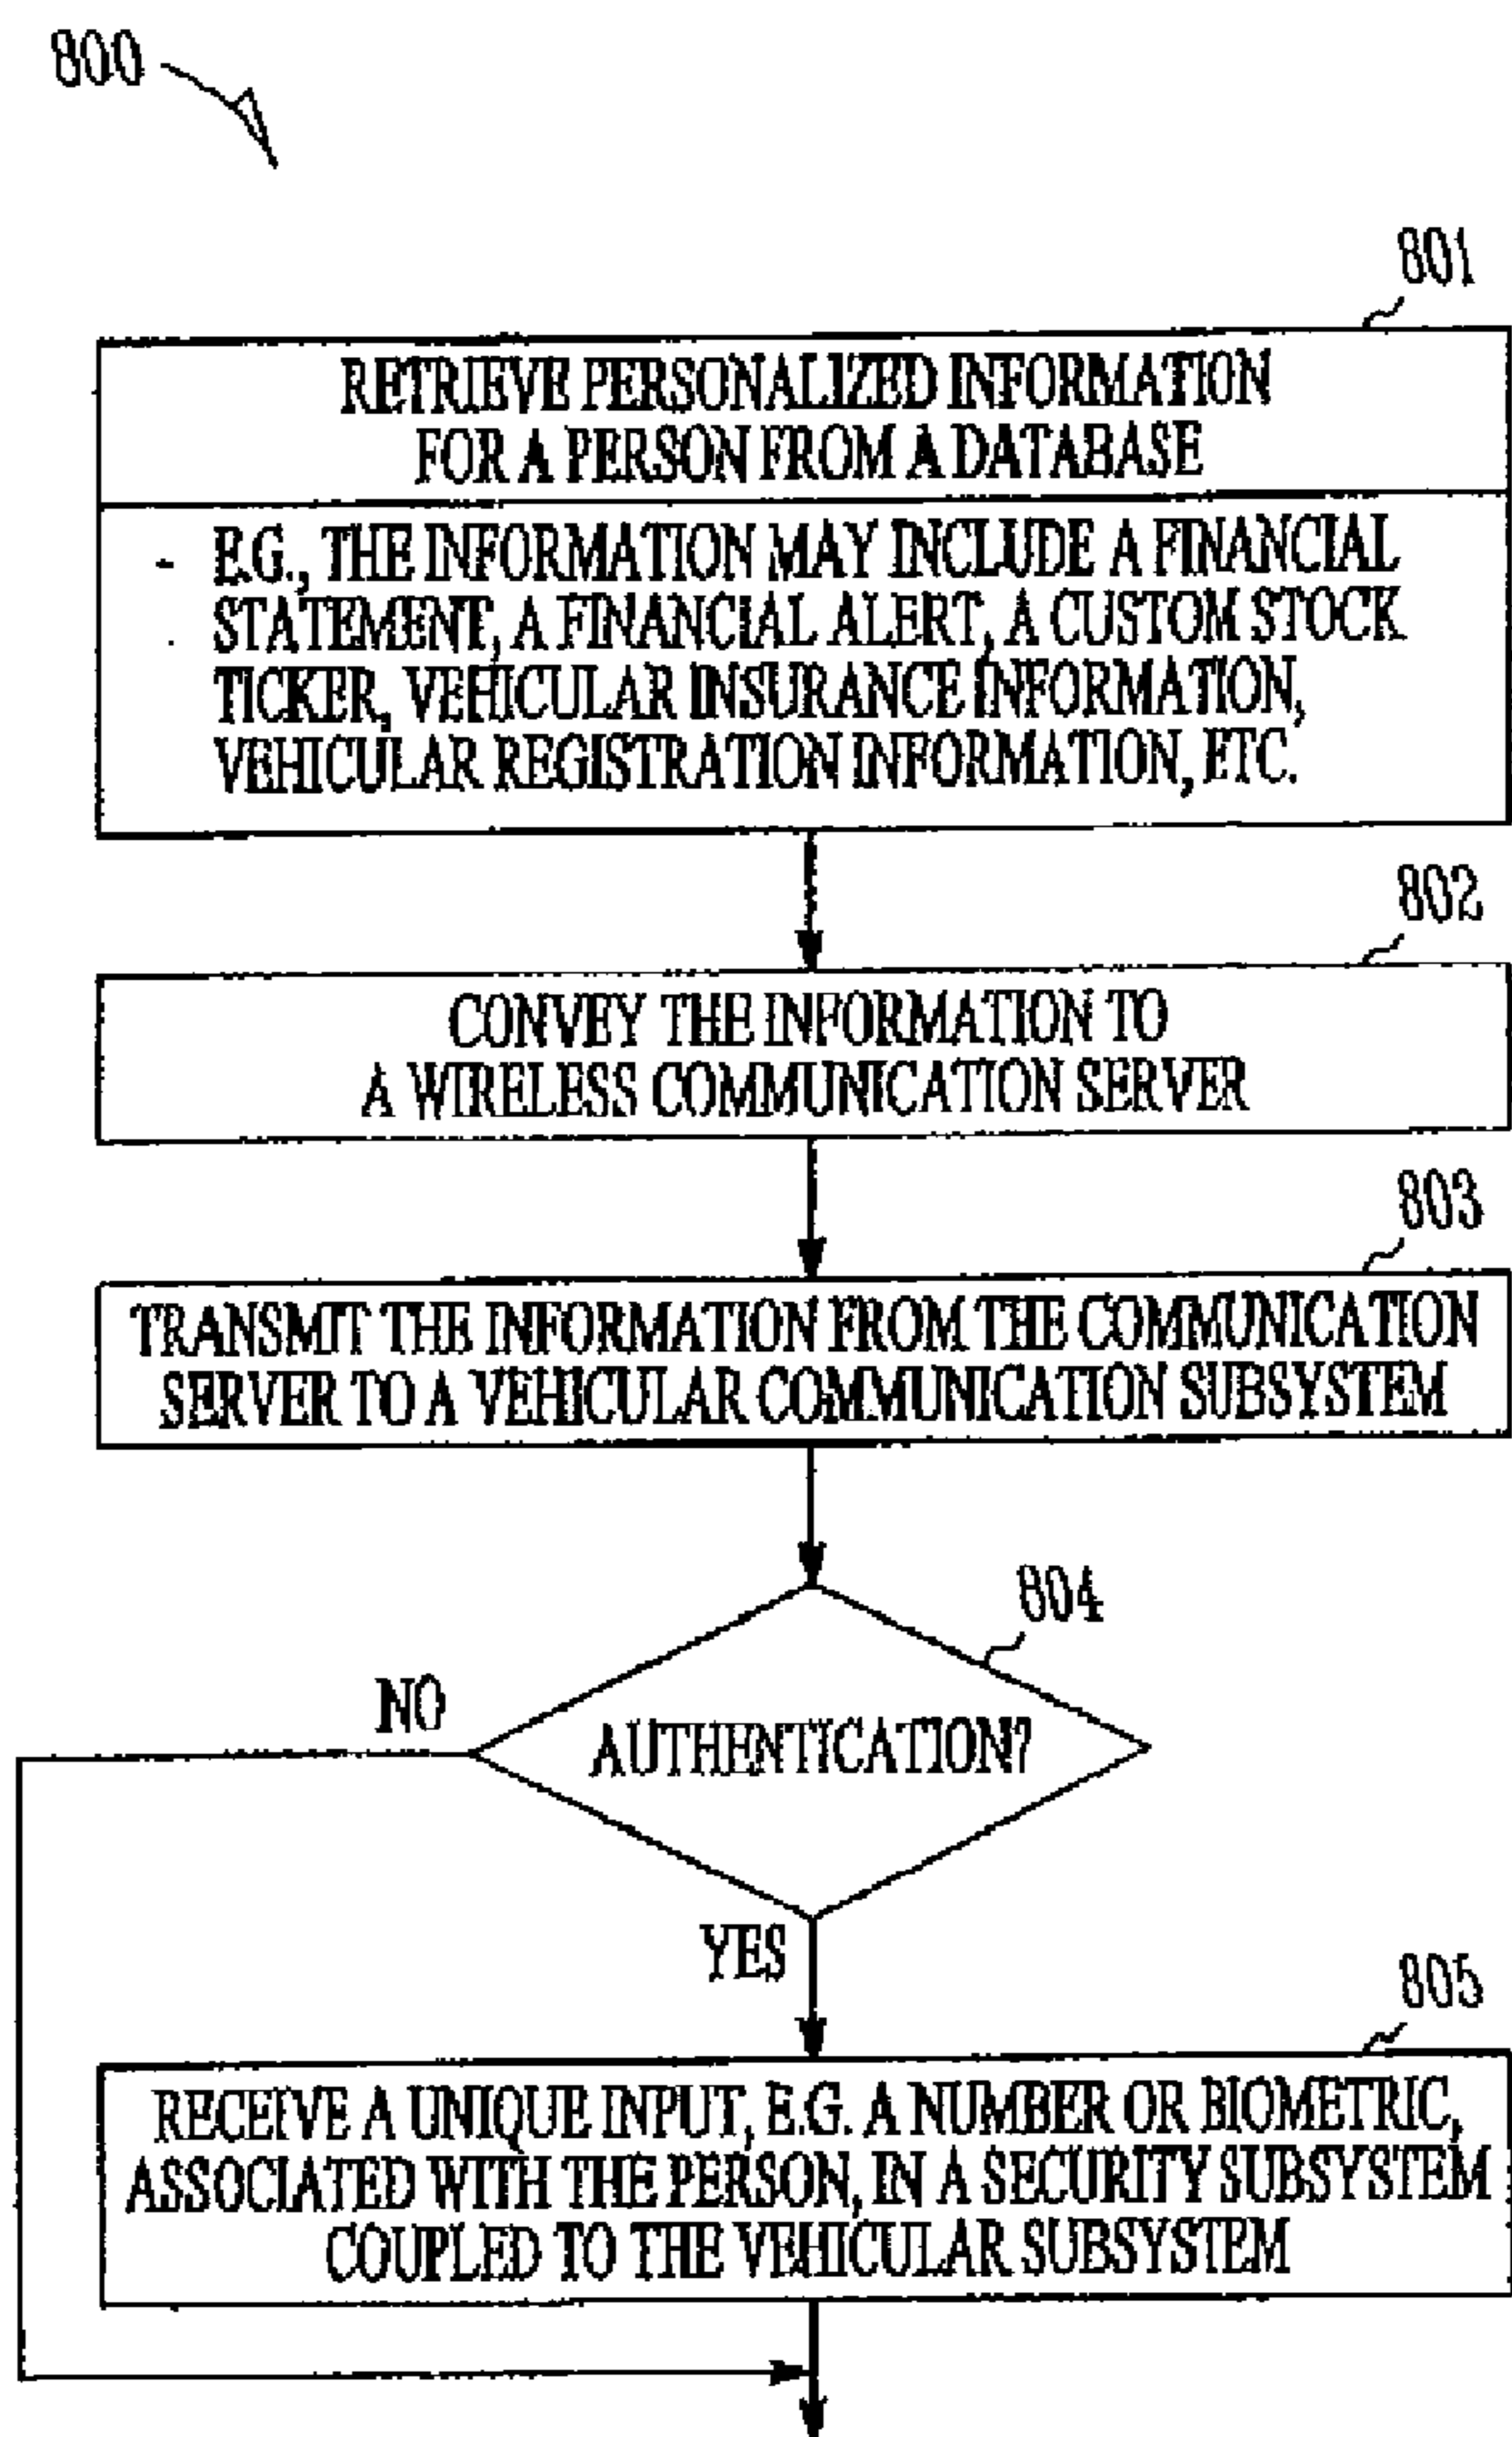 800
801
RETRIEVE PERSONALIZED INFORMATION
FOR A PERSON FROM A DATABASE
- E.G., THE INFORMATION MAY INCLUDE A FINANCIAL
STATEMENT, A FINANCIAL ALERT, A CUSTOM STOCK
TICKER, VEHICULAR INSURANCE INFORMATION,
VEHICULAR REGISTRATION INFORMATION, ETC.
802
CONVEY THE INFORMATION TO
A WIRELESS COMMUNICATION SERVER
803
TRANSMIT THE INFORMATION FROM THE COMMUNICATION
SERVER TO A VEHICULAR COMMUNICATION SUBSYSTEM
804
NO
AUTHENTICATION?
YES
805
RECEIVE A UNIQUE INPUT, E.G. A NUMBER OR BIOMETRIC,
ASSOCIATED WITH THE PERSON, IN A SECURITY SUBSYSTEM
COUPLED TO THE VEHICULAR SUBSYSTEM